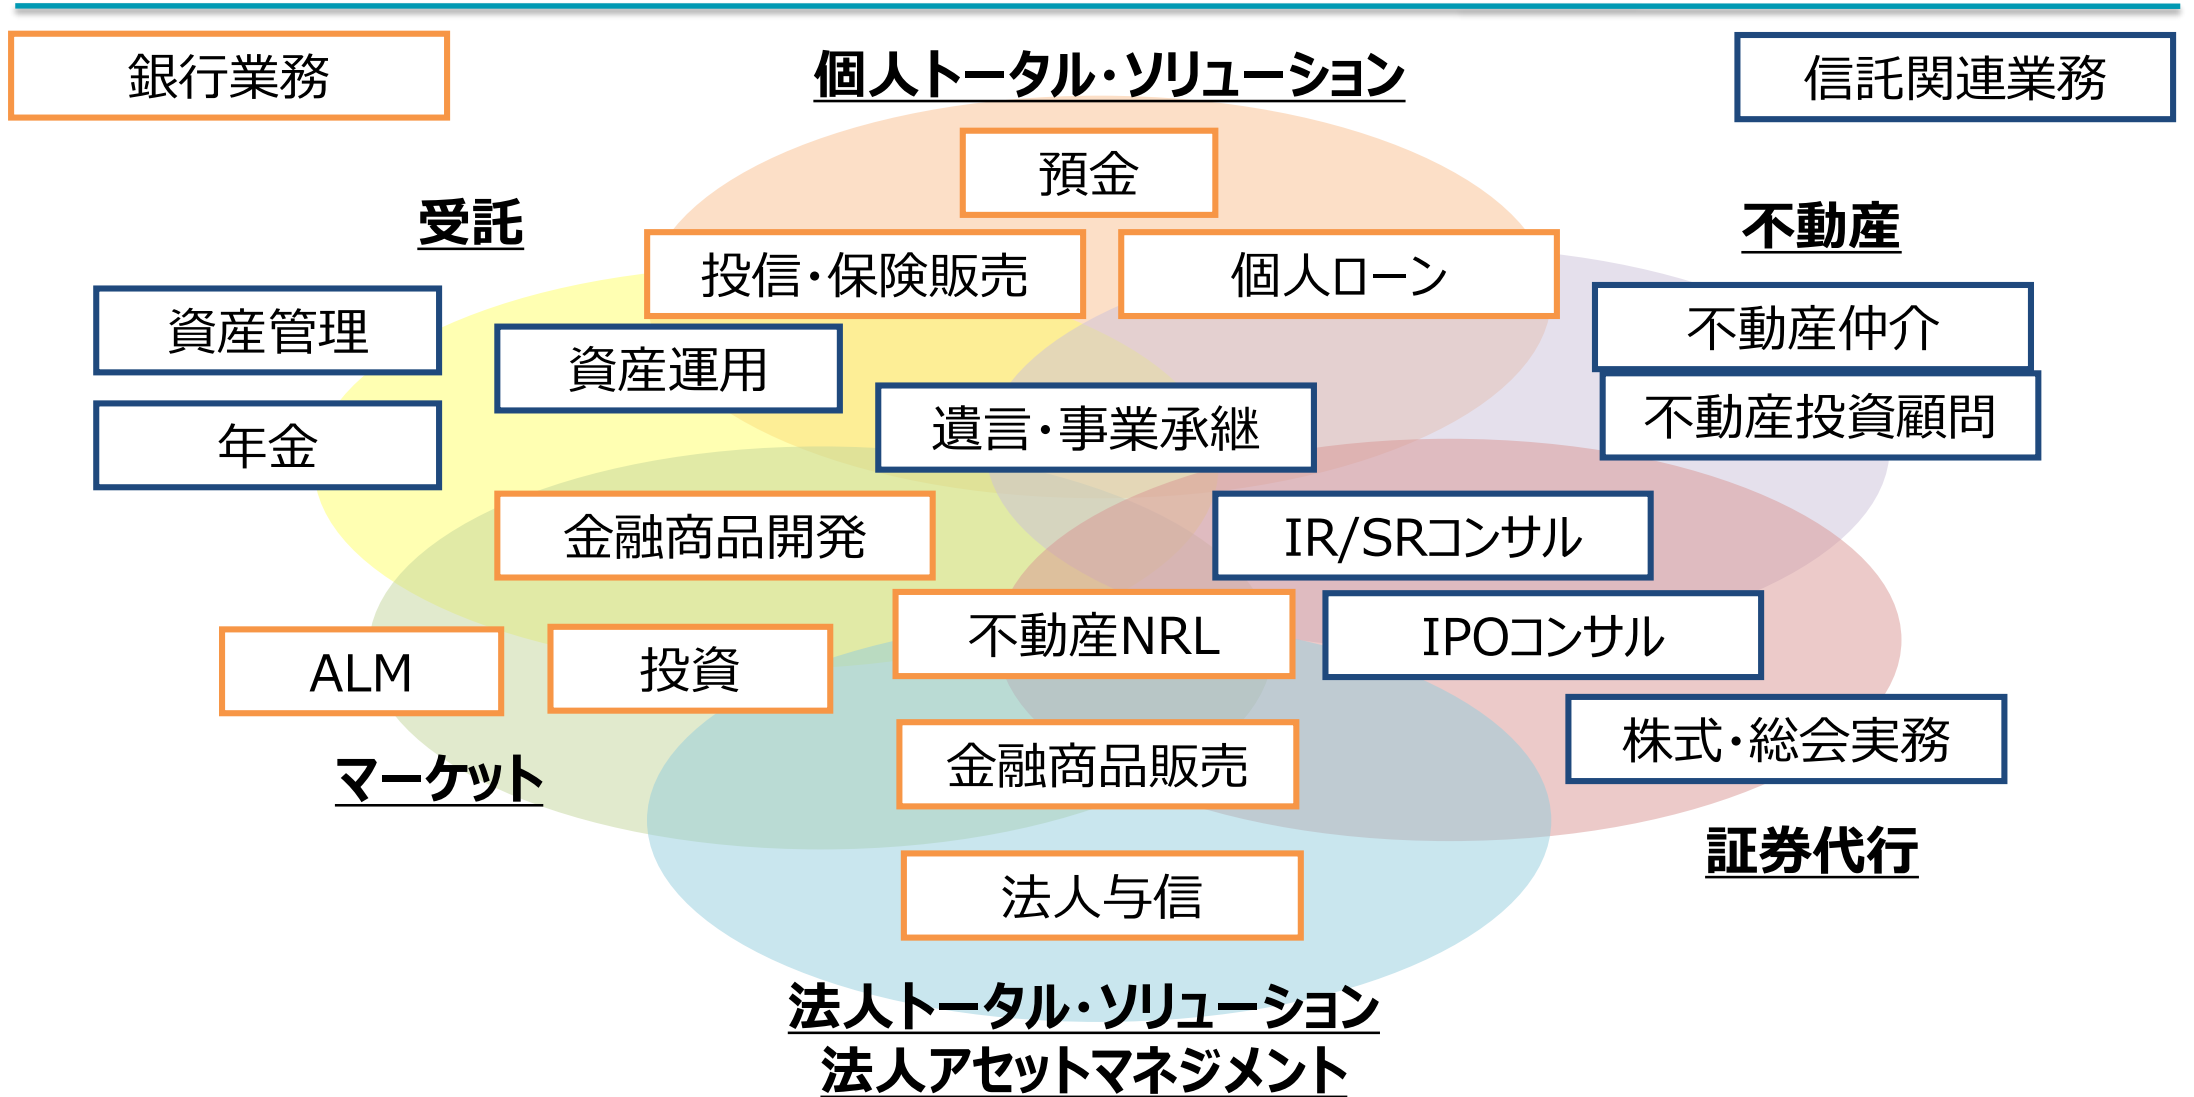 銀行業務
個人トータル・ソリューション
信託関連業務
預金
受託
不動産
投信・保険販売
個人ローン
資産管理
資産運用
不動産仲介
遺言・事業承継
不動産投資顧問
年金
金融商品開発
IR/SRコンサル
不動産NRL
IPOコンサル
ALM
投資
株式・総会実務
マーケット
金融商品販売
証券代行
法人与信
法人トータル・ソリューション
法人アセットマネジメント